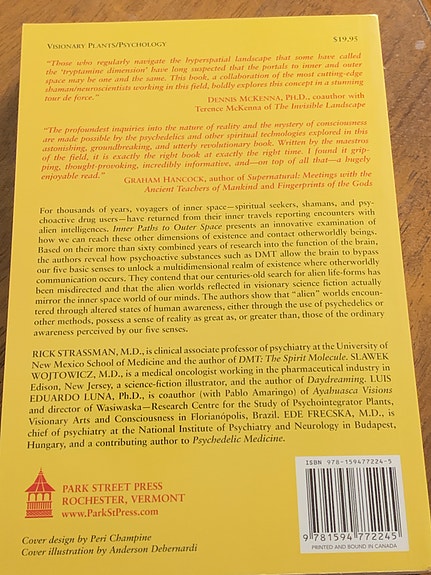 VISIONARY PLANTS/PSYCHOLOGY
$19.95
"Those who regularly navigate the hyperspatial landscape that some have called
the 'tryptamine dimension' have long suspected that the portals to inner and outer
space may be one and the same. This book, a collaboration of the most cutting-edge
shaman/neuroscientists working in this field, boldly explores this concept in a stunning
tour de force."
DENNIS MCKENNA, PH.D., coauthor with
Terence McKenna of The Invisible Landscape
"The profoundest inquiries into the nature of reality and the mystery of consciousness
are made possible by the psychedelics and other spiritual technologies explored in this
astonishing, groundbreaking, and utterly revolutionary book. Written by the maestros
of the field, it is exactly the right book at exactly the right time. I found it grip-
ping, thought-provoking, incredibly informative, and—on top of all that—a hugely
enjoyable read."
GRAHAM HANCOCK, author of Supernatural: Meetings with the
Ancient Teachers of Mankind and Fingerprints of the Gods
For thousands of years, voyagers of inner space—spiritual seekers, shamans, and psy-
choactive drug users—have returned from their inner travels reporting encounters with
alien intelligences. Inner Paths to Outer Space presents an innovative examination of
how we can reach these other dimensions of existence and contact otherworldly beings.
Based on their more than sixty combined years of research into the function of the brain,
the authors reveal how psychoactive substances such as DMT allow the brain to bypass
our five basic senses to unlock a multidimensional realm of existence where otherworldly
communication occurs. They contend that our centuries-old search for alien life-forms has
been misdirected and that the alien worlds reflected in visionary science fiction actually
mirror the inner space world of our minds. The authors show that "alien" worlds encoun-
tered through altered states of human awareness, either through the use of psychedelics or
other methods, possess a sense of reality as great as, or greater than, those of the ordinary
awareness perceived by our five senses.
RICK STRASSMAN, M.D., is clinical associate professor of psychiatry at the University of
New Mexico School of Medicine and the author of DMT: The Spirit Molecule. SLAWEK
WOJTOWICZ, M.D., is a medical oncologist working in the pharmaceutical industry in
Edison, New Jersey, a science-fiction illustrator, and the author of Daydreaming. LUIS
EDUARDO LUNA, Ph.D., is coauthor (with Pablo Amaringo) of Ayahuasca Visions
and director of Wasiwaska—Research Centre for the Study of Psychointegrator Plants,
Visionary Arts and Consciousness in Florianópolis, Brazil. EDE FRECSKA, M.D., is
chief of psychiatry at the National Institute of Psychiatry and Neurology in Budapest,
Hungary, and a contributing author to Psychedelic Medicine.
PARK STREET PRESS
ROCHESTER, VERMONT
www.ParkStPress.com
Cover design by Peri Champine
Cover illustration by Anderson Debernardi
ISBN 978-159477224-5
9 781594 772245
PRINTED AND BOUND IN CANADA